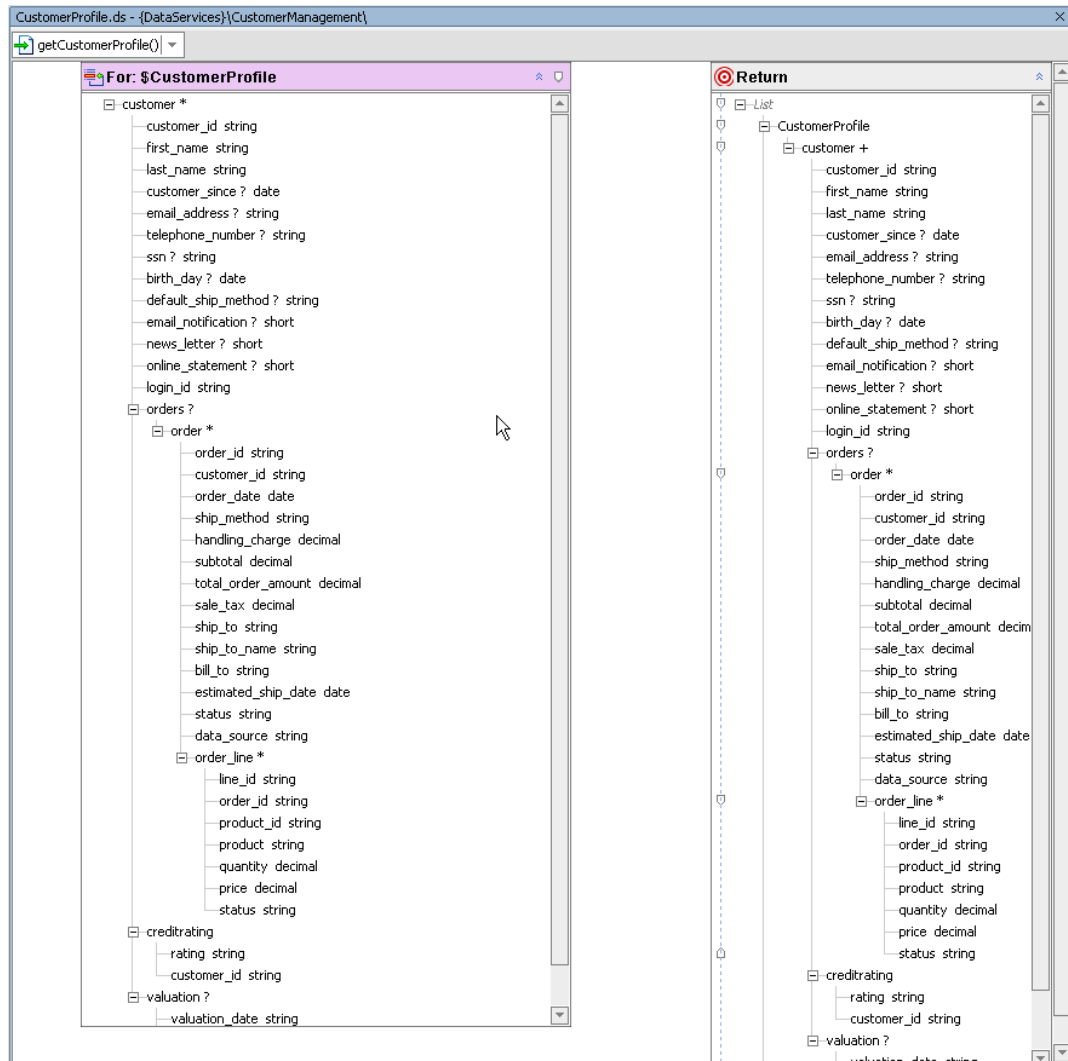 CustomerProfile.ds - {DataServices}\CustomerManagement\
getCustomerProfile()
For: $CustomerProfile
customer *
customer_id string
first_name string
last_name string
customer_since ? date
email_address ? string
telephone_number ? string
ssn ? string
birth_day ? date
default_ship_method ? string
email_notification ? short
news_letter ? short
online_statement ? short
login_id string
orders ?
order *
order_id string
customer_id string
order_date date
ship_method string
handling_charge decimal
subtotal decimal
total_order_amount decimal
sale_tax decimal
ship_to string
ship_to_name string
bill_to string
estimated_ship_date date
status string
data_source string
order_line *
line_id string
order_id string
product_id string
product string
quantity decimal
price decimal
status string
creditrating
rating string
customer_id string
valuation ?
valuation_date string
Return
List
CustomerProfile
customer +
customer_id string
first_name string
last_name string
customer_since ? date
email_address ? string
telephone_number ? string
ssn ? string
birth_day ? date
default_ship_method ? string
email_notification ? short
news_letter ? short
online_statement ? short
login_id string
orders ?
order *
order_id string
customer_id string
order_date date
ship_method string
handling_charge decimal
subtotal decimal
total_order_amount decim
sale_tax decimal
ship_to string
ship_to_name string
bill_to string
estimated_ship_date date
status string
data_source string
order_line *
line_id string
order_id string
product_id string
product string
quantity decimal
price decimal
status string
creditrating
rating string
customer_id string
valuation ?
valuation_date string